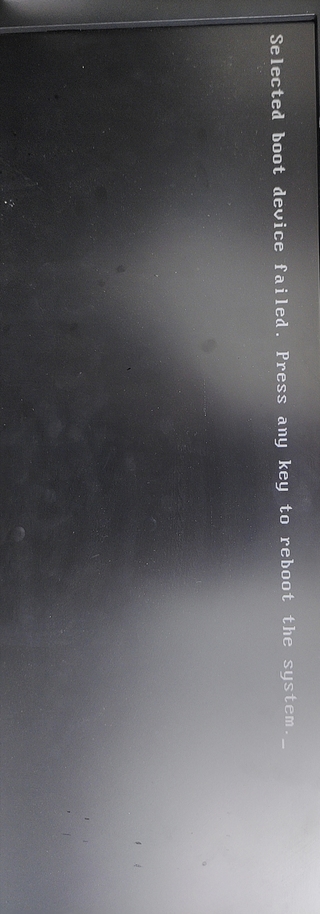 Selected boot device failed. Press any key to reboot the system._